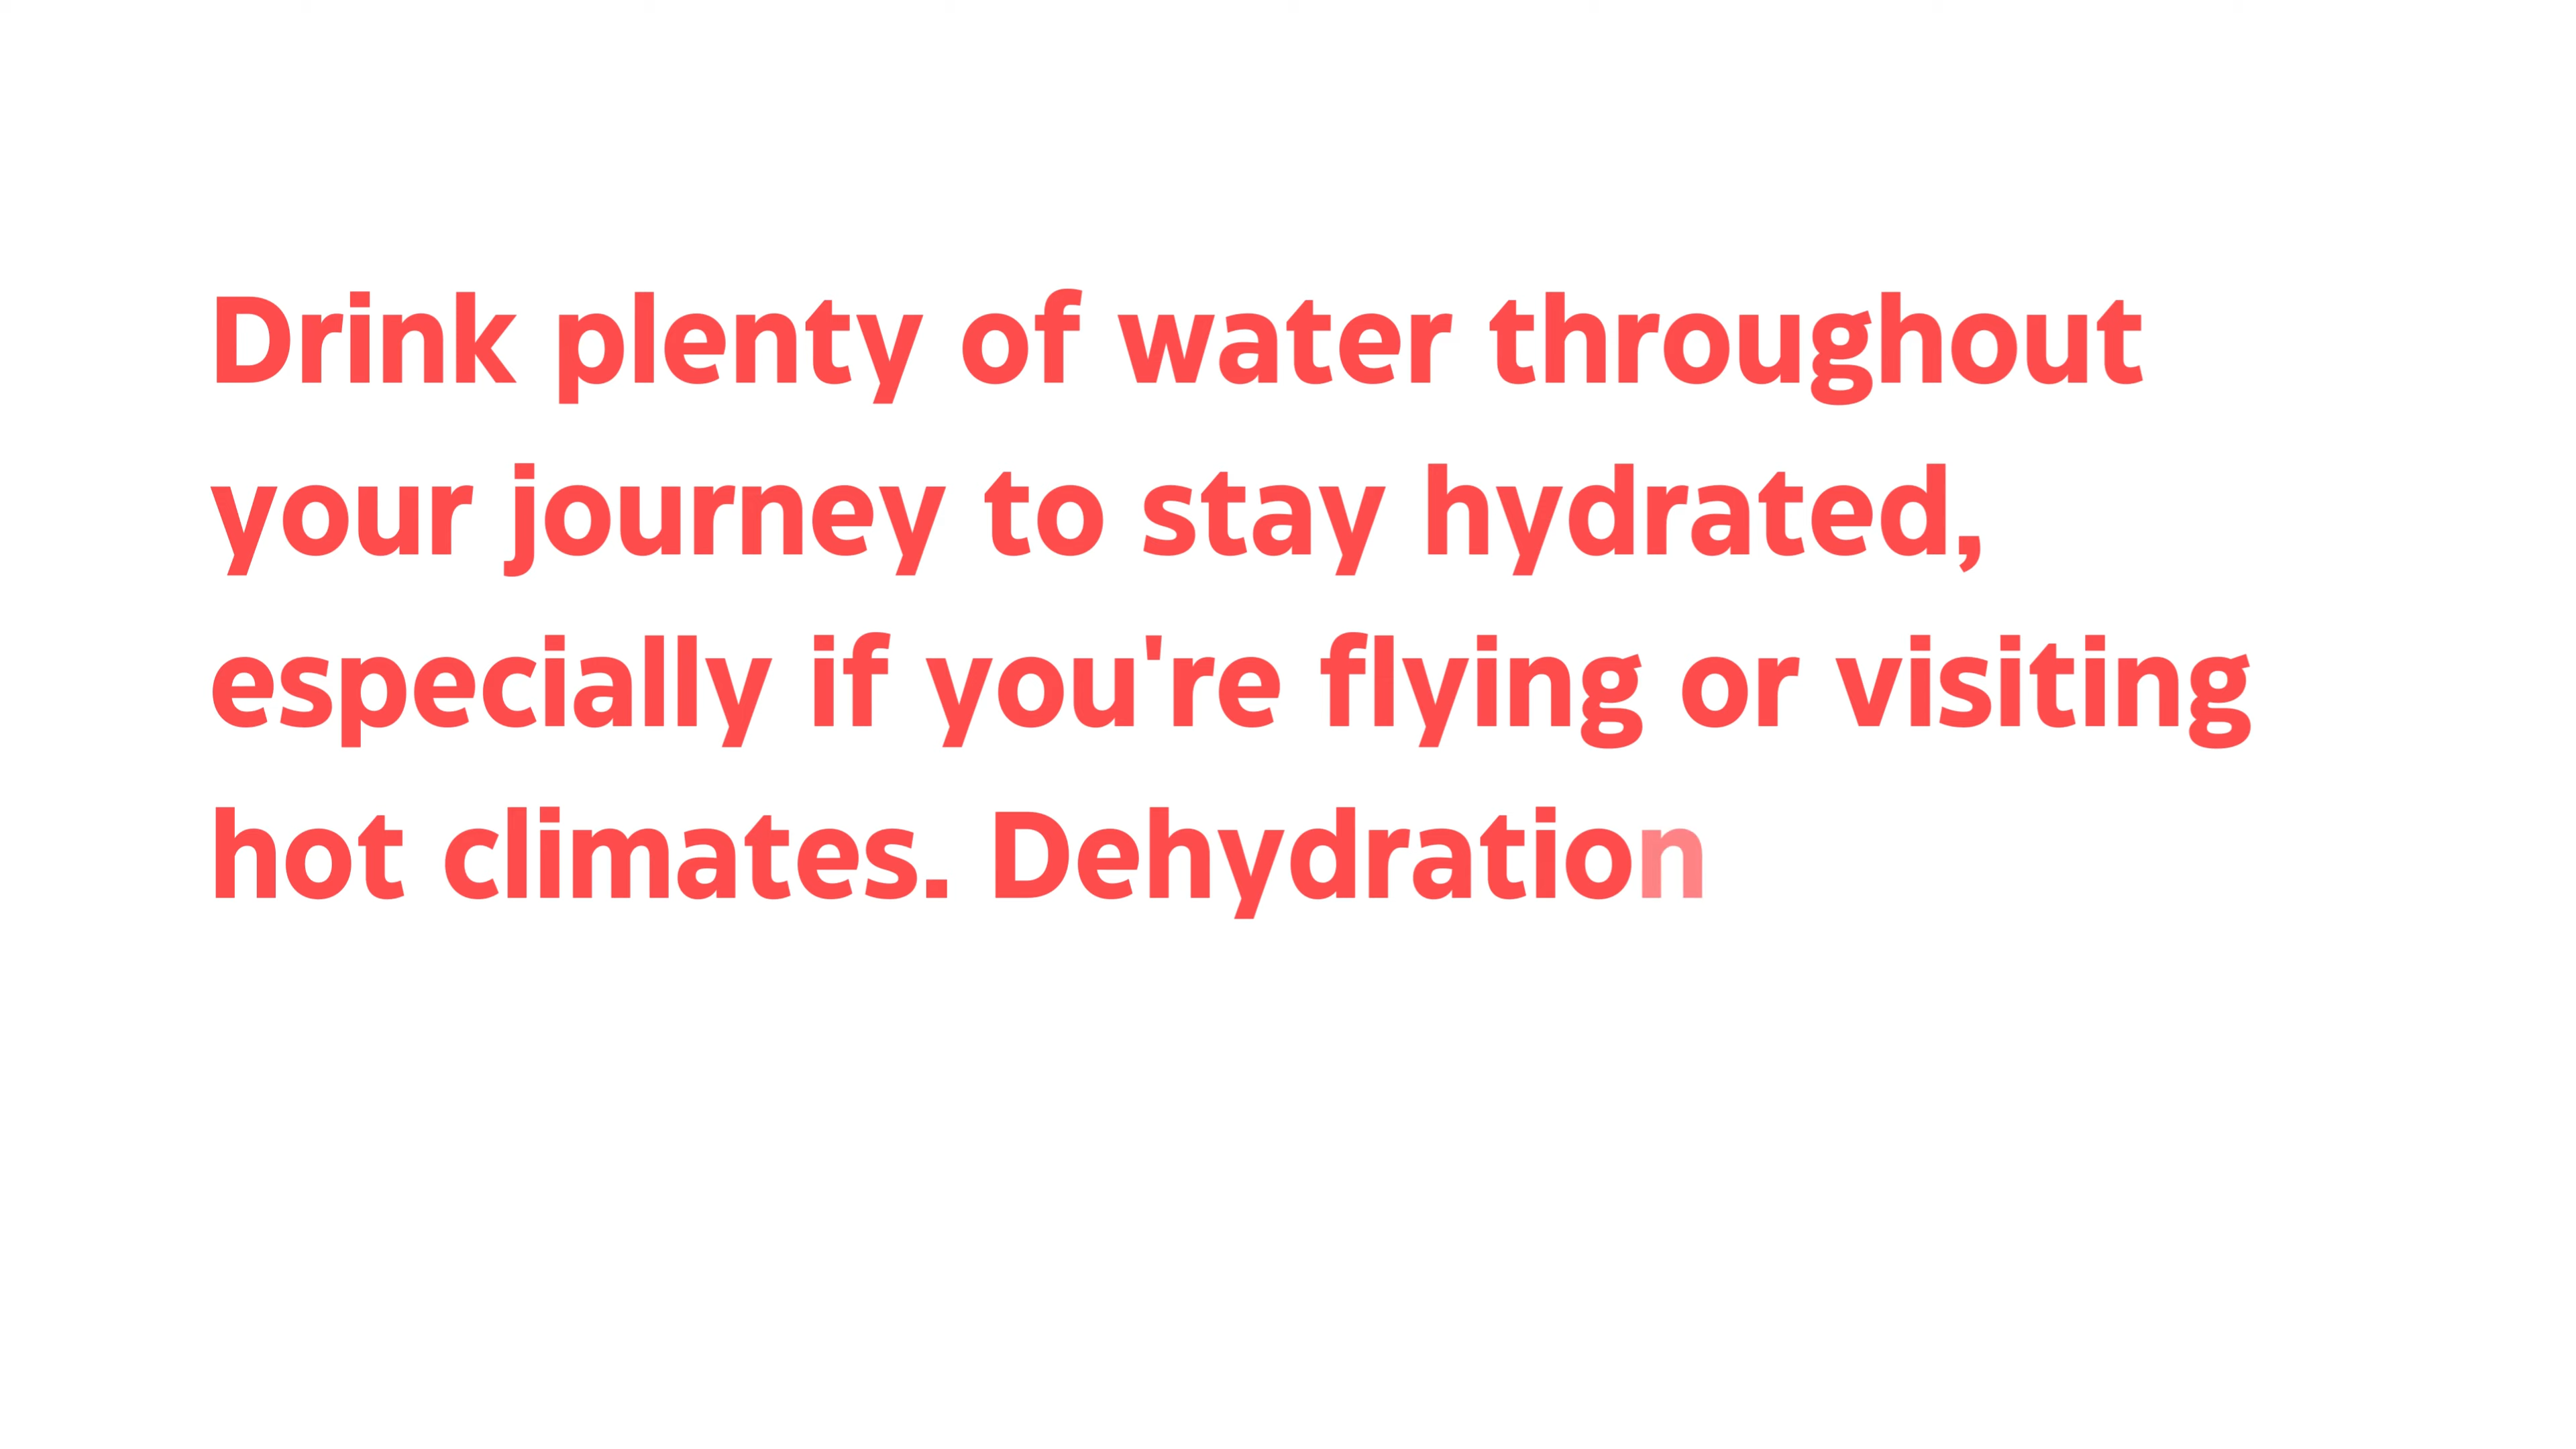 Drink plenty of water throughout
your journey to stay hydrated,
especially if you're flying or visiting
hot climates. Dehydration